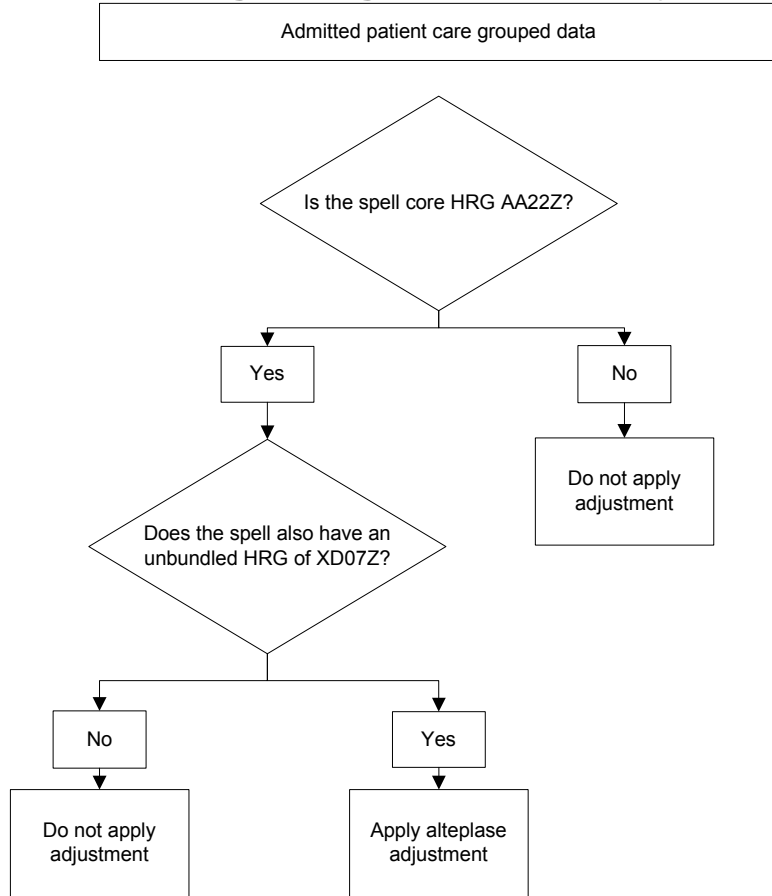 Admitted patient care grouped data
Is the spell core HRG AA22Z?
Yes
No
Do not apply
adjustment
Does the spell also have an
unbundled HRG of XD07Z?
No
Yes
Do not apply
adjustment
Apply alteplase
adjustment